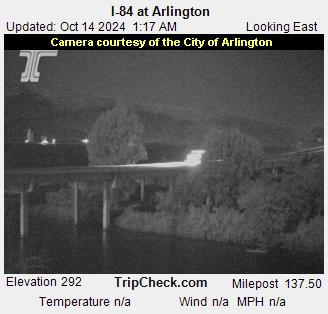 I-84 at Arlington
Updated: Oct 14 2024 1:17 AM Looking East
Camera courtesy of the City of Arlington
Elevation 292 TripCheck.com Milepost 137.50
Temperature n/a Wind n/a MPH n/a